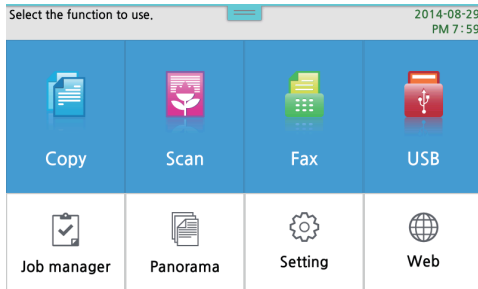 Select the function to use.
2014-08-29
PM 7:59
Copy
Scan
Fax
USB
Job manager
Panorama
Setting
Web